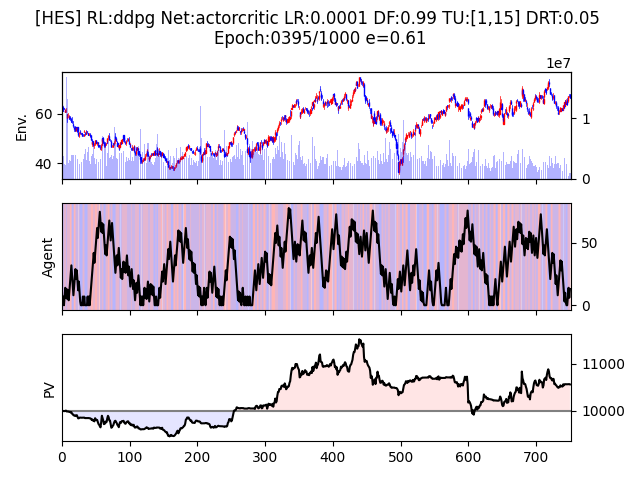 [HES] RL:ddpg Net:actorcritic LR:0.0001 DF:0.99 TU:[1,15] DRT:0.05
Epoch:0395/1000 e=0.61
1e7
Env.
60
40
1
0
Agent
50
0
PV
11000
10000
0 100 200 300 400 500 600 700